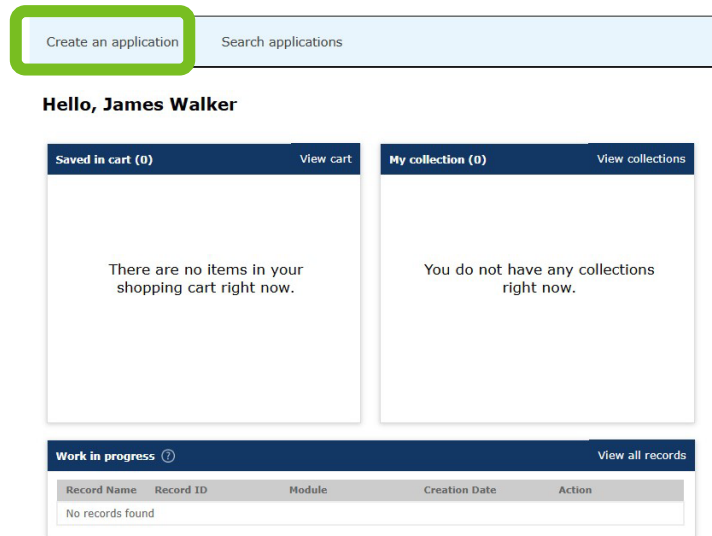 Create an application Search applications
Hello, James Walker
Saved in cart (0) View cart
There are no items in your
shopping cart right now.
My collection (0) View collections
You do not have any collections
right now.
Work in progress ? View all records
Record Name Record ID Module Creation Date Action
No records found